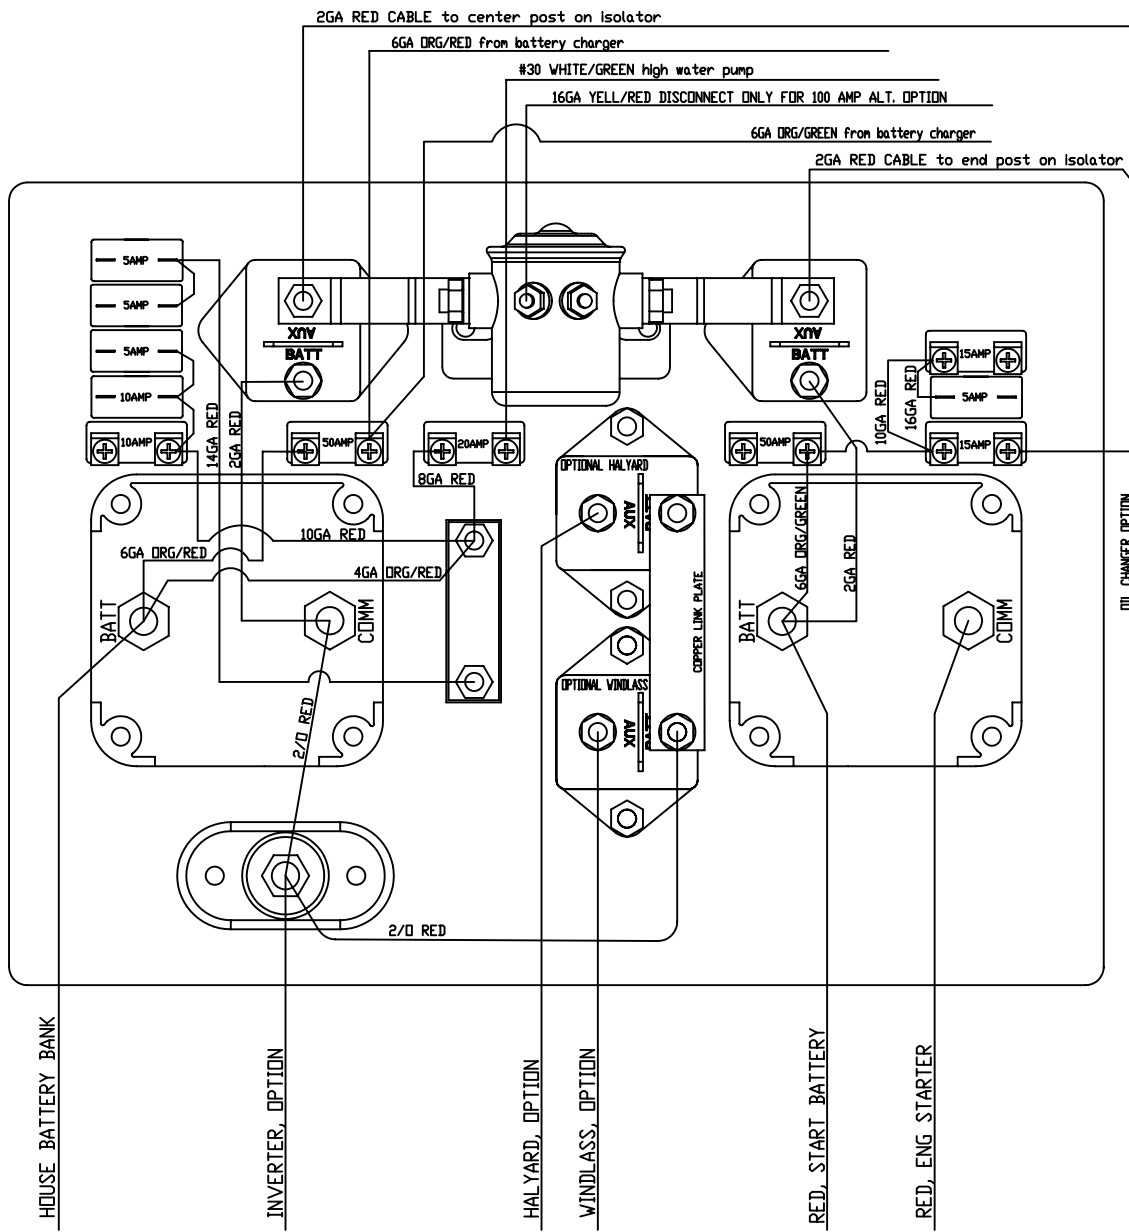 2GA RED CABLE to center post on isolator
6GA ORG/RED from battery charger
#30 WHITE/GREEN high water pump
16GA YELL/RED DISCONNECT ONLY FOR 100 AMP ALT. OPTION
6GA ORG/GREEN from battery charger
2GA RED CABLE to end post on isolator
5AMP
5AMP
5AMP
10AMP
10AMP
AUX
BATT
AUX
BATT
15AMP
5AMP
15AMP
14GA RED
2GA RED
50AMP
20AMP
50AMP
10GA RED
16GA RED
8GA RED
OPTIONAL HALYARD
AUX
BATT
10GA RED
6GA ORG/RED
4GA ORG/RED
6GA ORG/GREEN
2GA RED
OIL CHANGER OPTION
BATT
COMM
COPPER LINK PLATE
BATT
COMM
OPTIONAL WINDLASS
AUX
BATT
2/0 RED
2/0 RED
HOUSE BATTERY BANK
INVERTER, OPTION
HALYARD, OPTION
WINDLASS, OPTION
RED, START BATTERY
RED, ENG STARTER